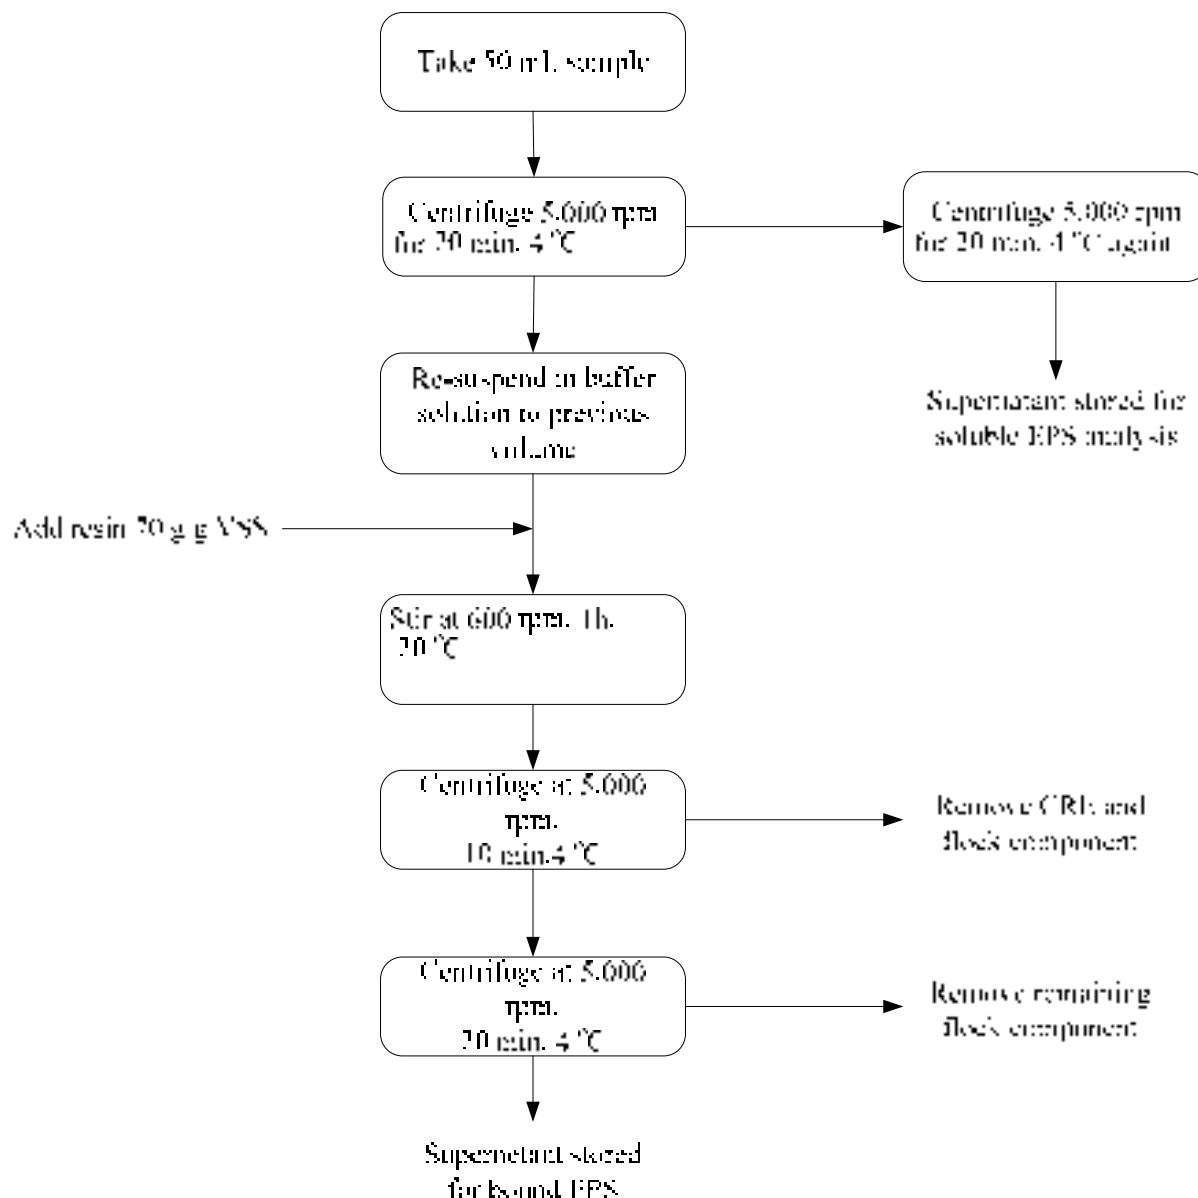 Take 50 mL sample
Centrifuge 5,000 rpm
for 20 min, 4 °C
Centrifuge 5,000 rpm
for 20 min, 4 °C again
Re-suspend in buffer
solution to previous
volume
Supernatant stored for
soluble EPS analysis
Add resin 70 g/g VSS
Stir at 600 rpm, 1h,
20 °C
Centrifuge at 5,000
rpm,
10 min,4 °C
Remove and
flock component
Centrifuge at 5,000
rpm,
20 min, 4 °C
Remove remaining
flock component
Supernetant stored
for bound EPS